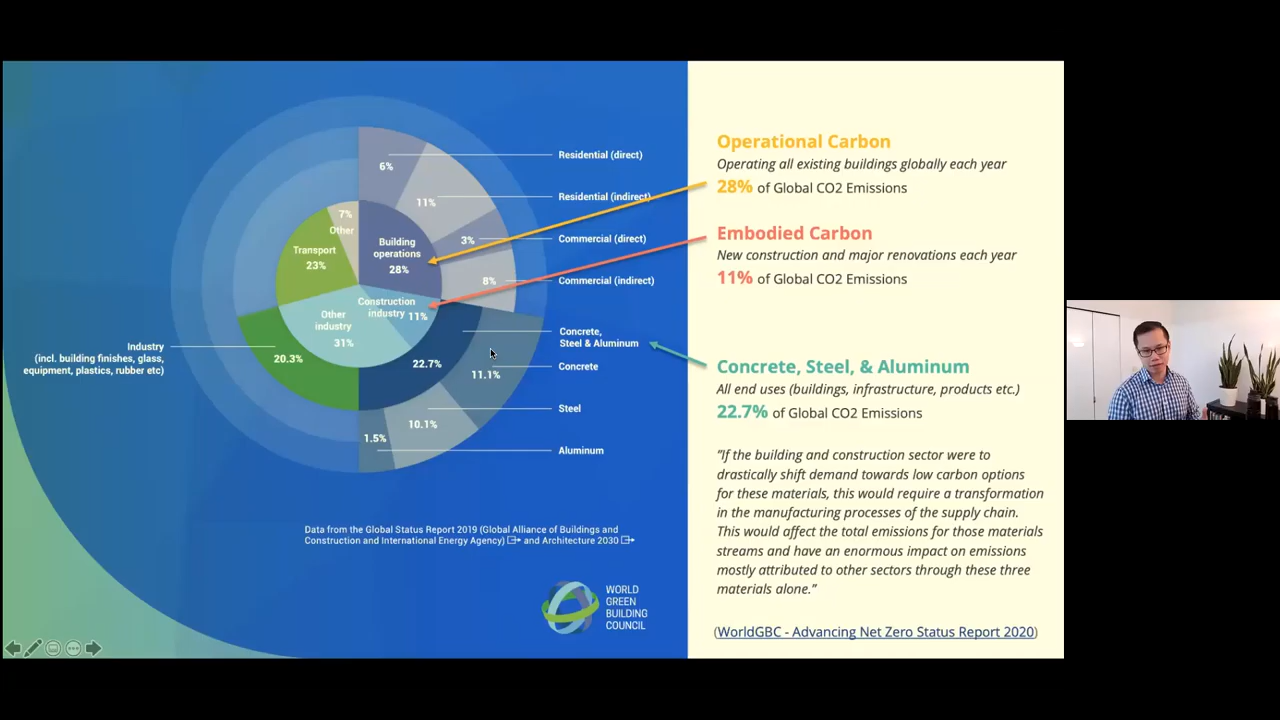 6%
Residential (direct)
11%
Residential (indirect)
3%
Commercial (direct)
8%
Commercial (indirect)
7%
Other
Transport
23%
Building
operations
28%
Construction
industry 11%
Other
industry
31%
Industry
(incl. building finishes, glass,
equipment, plastics, rubber etc)
20.3%
22.7%
Concrete,
Steel & Aluminum
11.1%
Concrete
10.1%
Steel
1.5%
Aluminum
Data from the Global Status Report 2019 (Global Alliance of Buildings and
Construction and International Energy Agency) and Architecture 2030
WORLD
GREEN
BUILDING
COUNCIL
Operational Carbon
Operating all existing buildings globally each year
28% of Global CO2 Emissions
Embodied Carbon
New construction and major renovations each year
11% of Global CO2 Emissions
Concrete, Steel, & Aluminum
All end uses (buildings, infrastructure, products etc.)
22.7% of Global CO2 Emissions
“If the building and construction sector were to
drastically shift demand towards low carbon options
for these materials, this would require a transformation
in the manufacturing processes of the supply chain.
This would affect the total emissions for those materials
streams and have an enormous impact on emissions
mostly attributed to other sectors through these three
materials alone.”
(WorldGBC - Advancing Net Zero Status Report 2020)